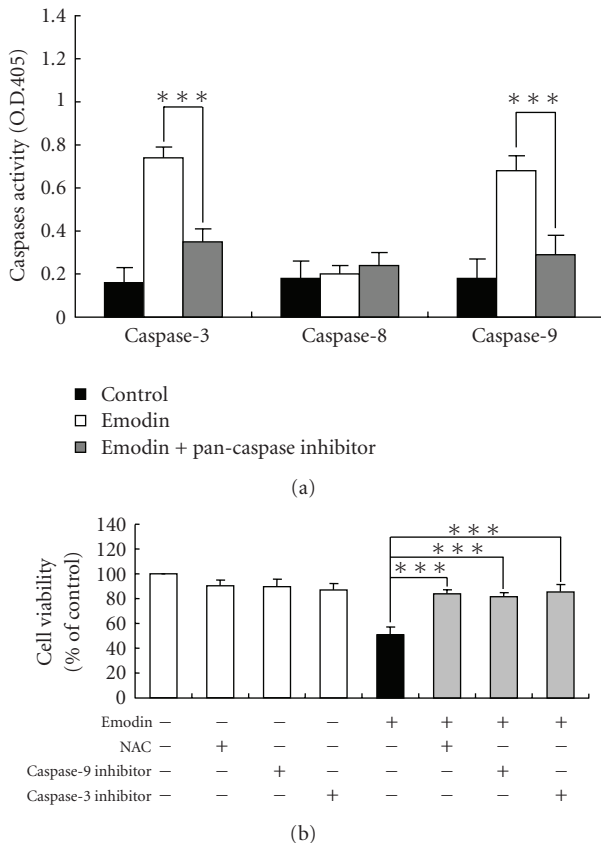 1.4
1.2
1
0.8
0.6
0.4
0.2
0
Caspases activity (O.D.405)
∗∗∗
∗∗∗
Caspase-3 Caspase-8 Caspase-9
Control
Emodin
Emodin + pan-caspase inhibitor
(a)
140
120
100
80
60
40
20
0
Cell viability
(% of control)
∗∗∗
∗∗∗
∗∗∗
Emodin − − − − + + + +
NAC − + − − − + − −
Caspase-9 inhibitor − − + − − − + −
Caspase-3 inhibitor − − − + − − − +
(b)